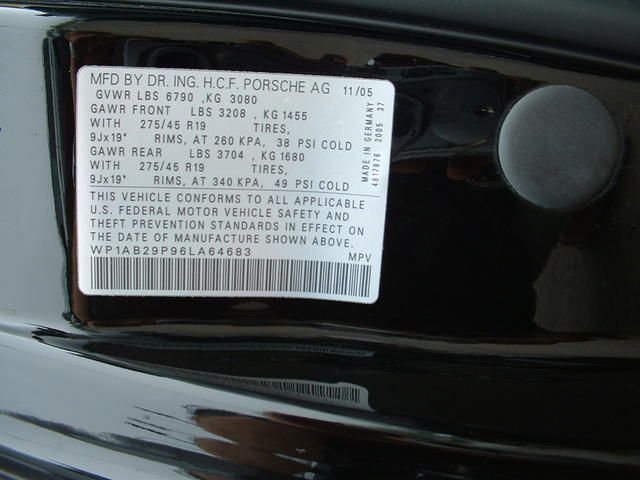 MFD BY DR. ING. H.C.F. PORSCHE AG 11/05
GVWR LBS 6790 ,KG 3080
GAWR FRONT LBS 3208 , KG 1455
WITH 275/45 R19 TIRES,
9Jx19" RIMS, AT 260 KPA, 38 PSI COLD
GAWR REAR LBS 3704 , KG 1680
WITH 275/45 R19 TIRES,
9Jx19" RIMS, AT 340 KPA, 49 PSI COLD
THIS VEHICLE CONFORMS TO ALL APPLICABLE
U.S. FEDERAL MOTOR VEHICLE SAFETY AND
THEFT PREVENTION STANDARDS IN EFFECT ON
THE DATE OF MANUFACTURE SHOWN ABOVE.
WP1AB29P96LA64683 MPV
MADE IN GERMANY
4817876 2005 37